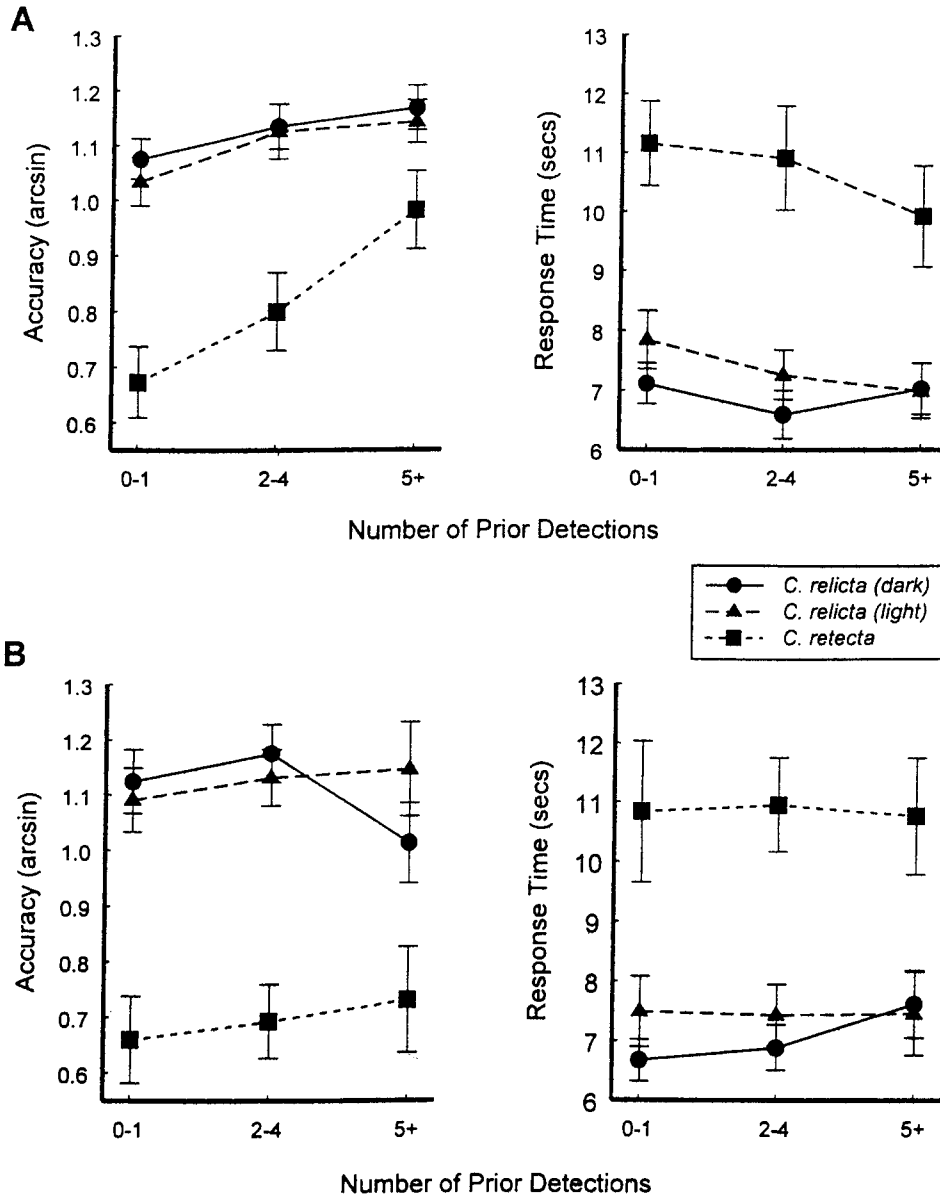 A
Accuracy (arcsin)
1.3
1.2
1.1
1.0
0.9
0.8
0.7
0.6
0-1 2-4 5+
Response Time (secs)
13
12
11
10
9
8
7
6
0-1 2-4 5+
Number of Prior Detections
C. relicta (dark)
C. relicta (light)
C. retecta
B
Accuracy (arcsin)
1.3
1.2
1.1
1.0
0.9
0.8
0.7
0.6
0-1 2-4 5+
Response Time (secs)
13
12
11
10
9
8
7
6
0-1 2-4 5+
Number of Prior Detections